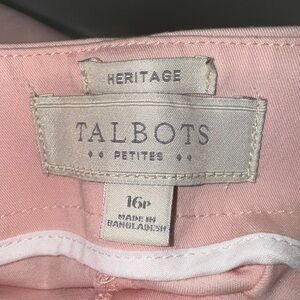 HERITAGE
TALBOTS
PETITES
16P
MADE IN
BANGLADESH